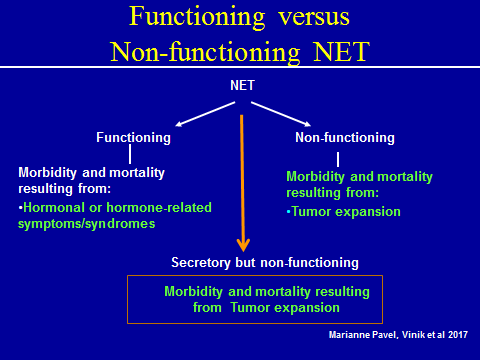 Functioning versus
Non-functioning NET
NET
Functioning
Non-functioning
Morbidity and mortality
resulting from:
•Hormonal or hormone-related
symptoms/syndromes
Morbidity and mortality
resulting from:
•Tumor expansion
Secretory but non-functioning
Morbidity and mortality resulting
from Tumor expansion
Marianne Pavel, Vinik et al 2017